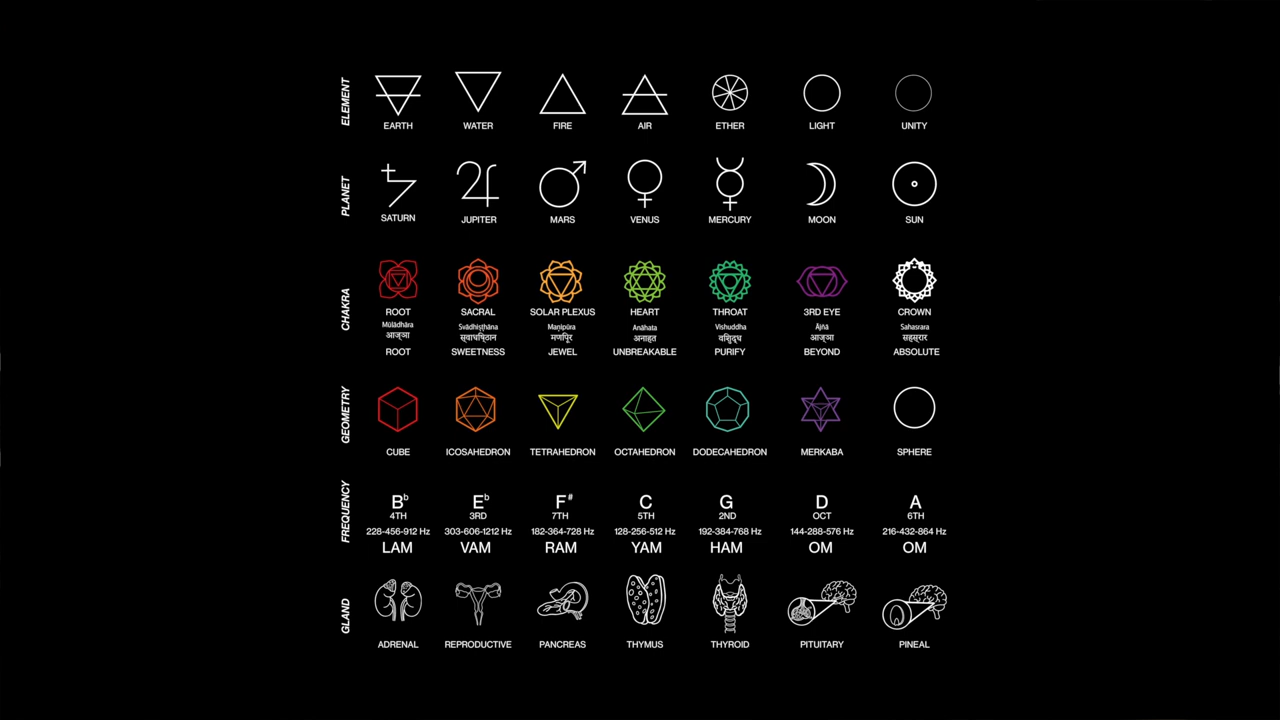 ELEMENT
EARTH WATER FIRE AIR ETHER LIGHT UNITY
PLANET
SATURN JUPITER MARS VENUS MERCURY MOON SUN
CHAKRA
ROOT SACRAL SOLAR PLEXUS HEART THROAT 3RD EYE CROWN
Mūlādhāra Svādhiṣṭhāna Maṇipūra Anāhata Vishuddha Ājñā Sahasrara
आज्ञा स्वाधिष्ठान मणिपूर अनाहत विशुद्ध आज्ञा सहस्रार
ROOT SWEETNESS JEWEL UNBREAKABLE PURIFY BEYOND ABSOLUTE
GEOMETRY
CUBE ICOSAHEDRON TETRAHEDRON OCTAHEDRON DODECAHEDRON MERKABA SPHERE
FREQUENCY
Bb Eb F# C G D A
4TH 3RD 7TH 5TH 2ND OCT 6TH
228-456-912 Hz 303-606-1212 Hz 182-364-728 Hz 128-256-512 Hz 192-384-768 Hz 144-288-576 Hz 216-432-864 Hz
LAM VAM RAM YAM HAM OM OM
GLAND
ADRENAL REPRODUCTIVE PANCREAS THYMUS THYROID PITUITARY PINEAL